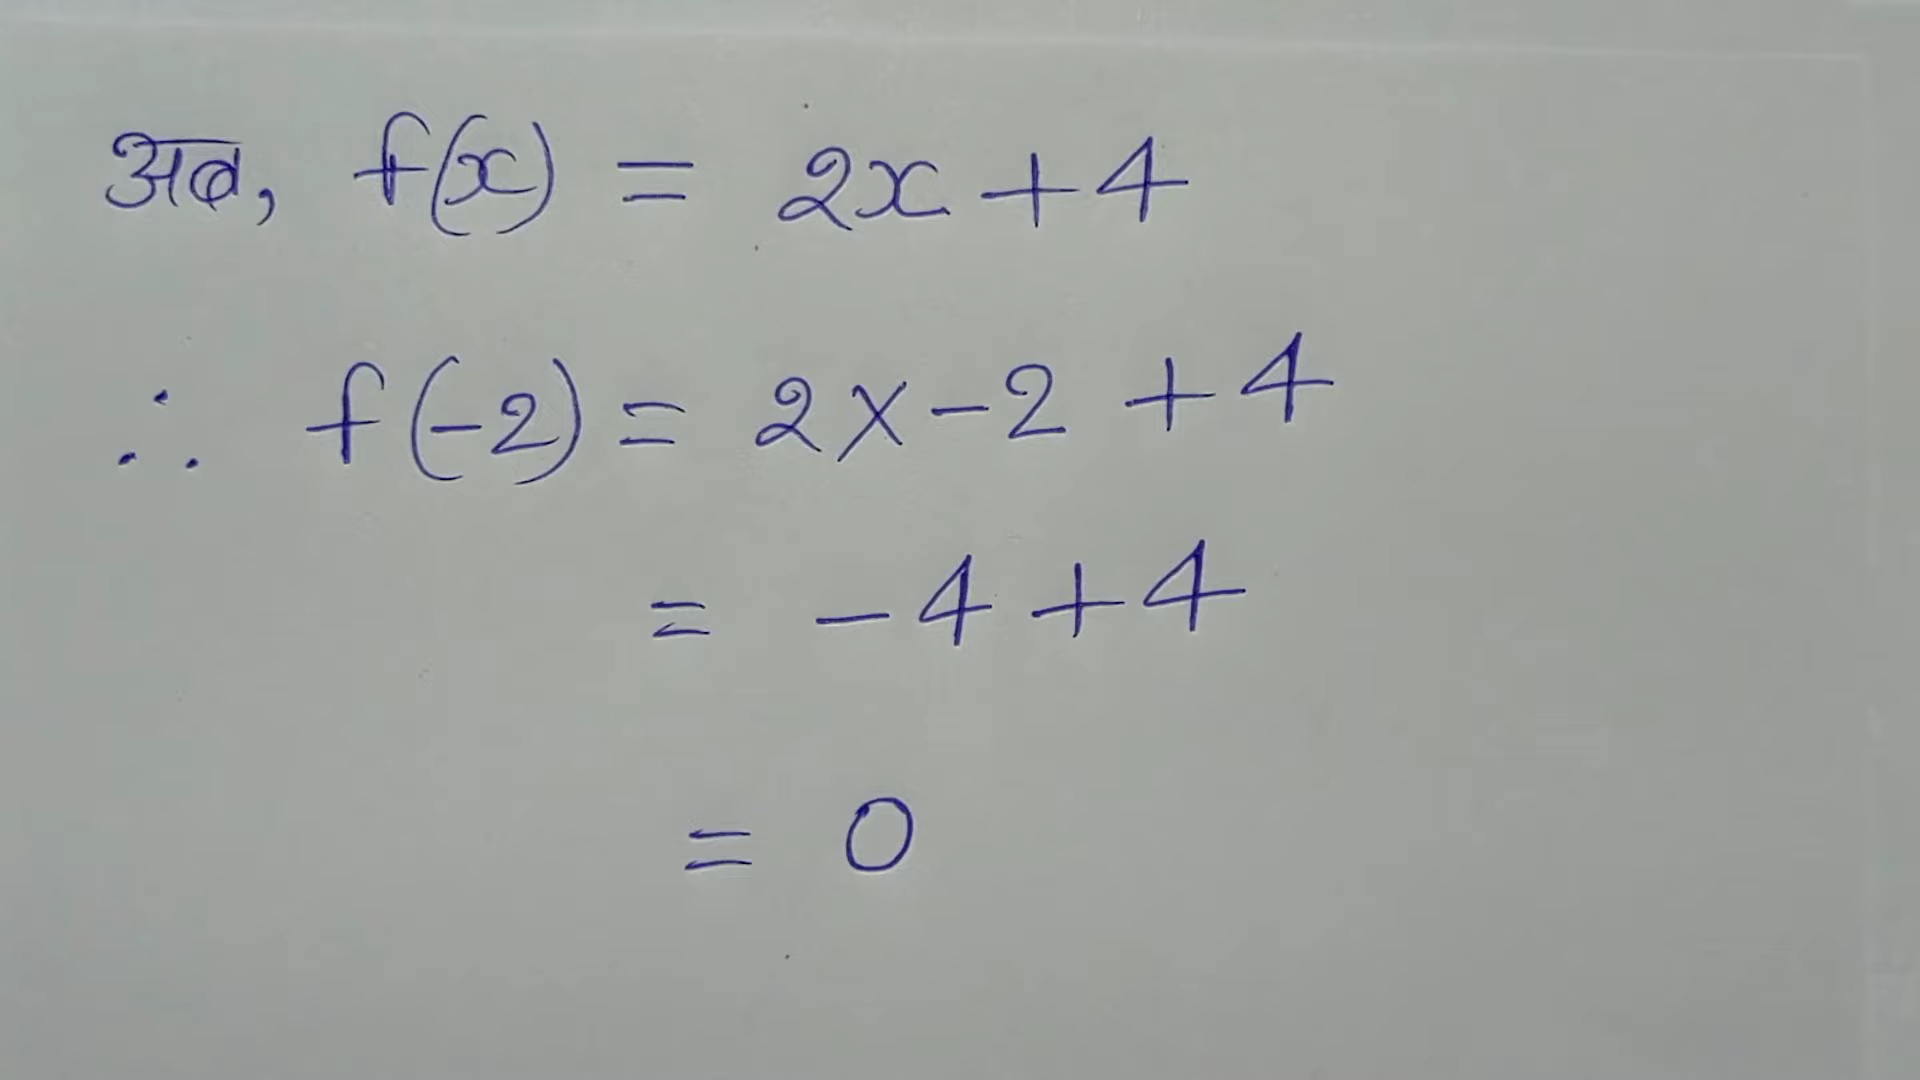 अब, f(x) = 2x + 4
∴ f(-2) = 2 × -2 + 4
= -4 + 4
= 0